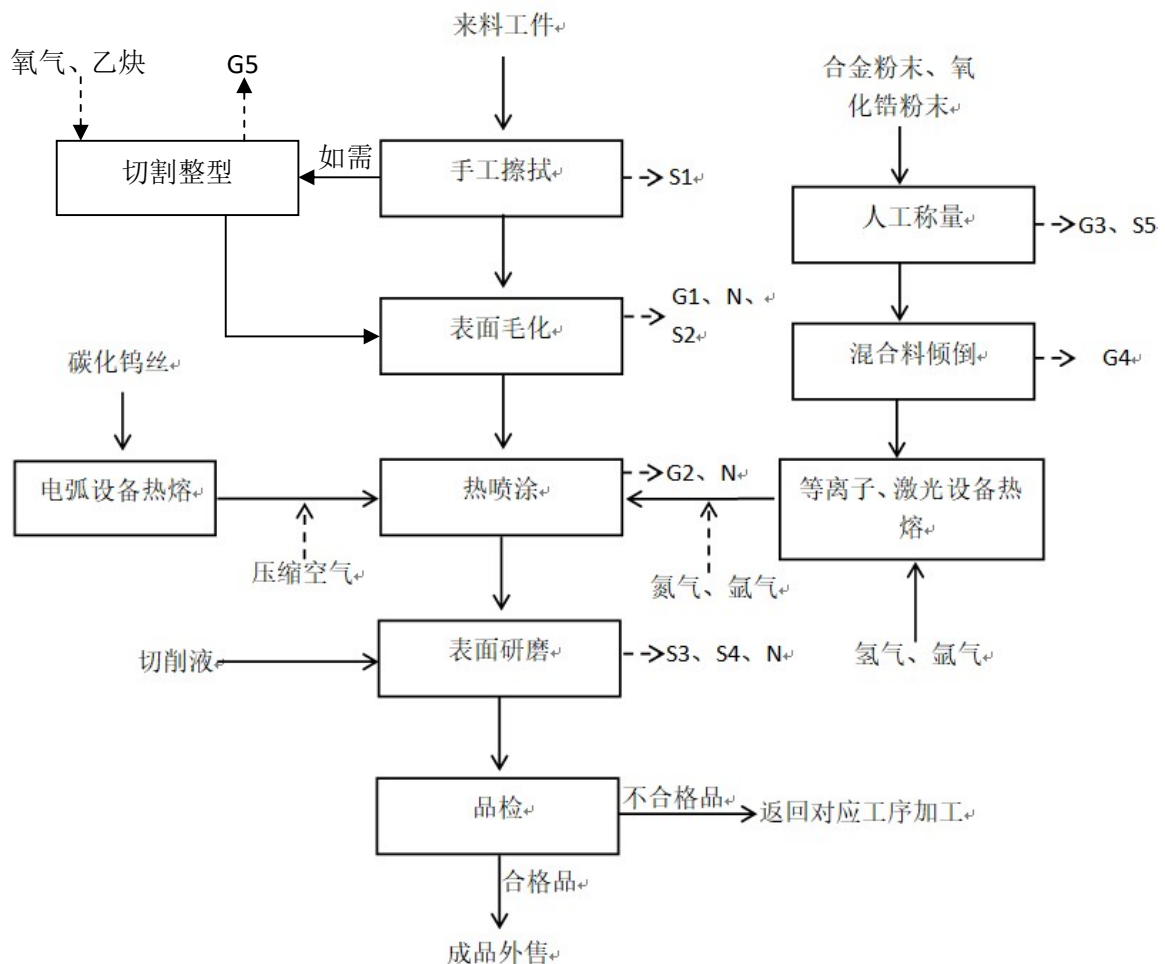 来料工件
氧气、乙炔
G5
合金粉末、氧
化锆粉末
切割整型
如需
手工擦拭
S1
人工称量
G3、S5
表面毛化
G1、N、
S2
混合料倾倒
G4
碳化钨丝
电弧设备热熔
热喷涂
G2、N
等离子、激光设备热
熔
压缩空气
氮气、氩气
切削液
表面研磨
S3、S4、N
氢气、氩气
品检
不合格品
返回对应工序加工
合格品
成品外售